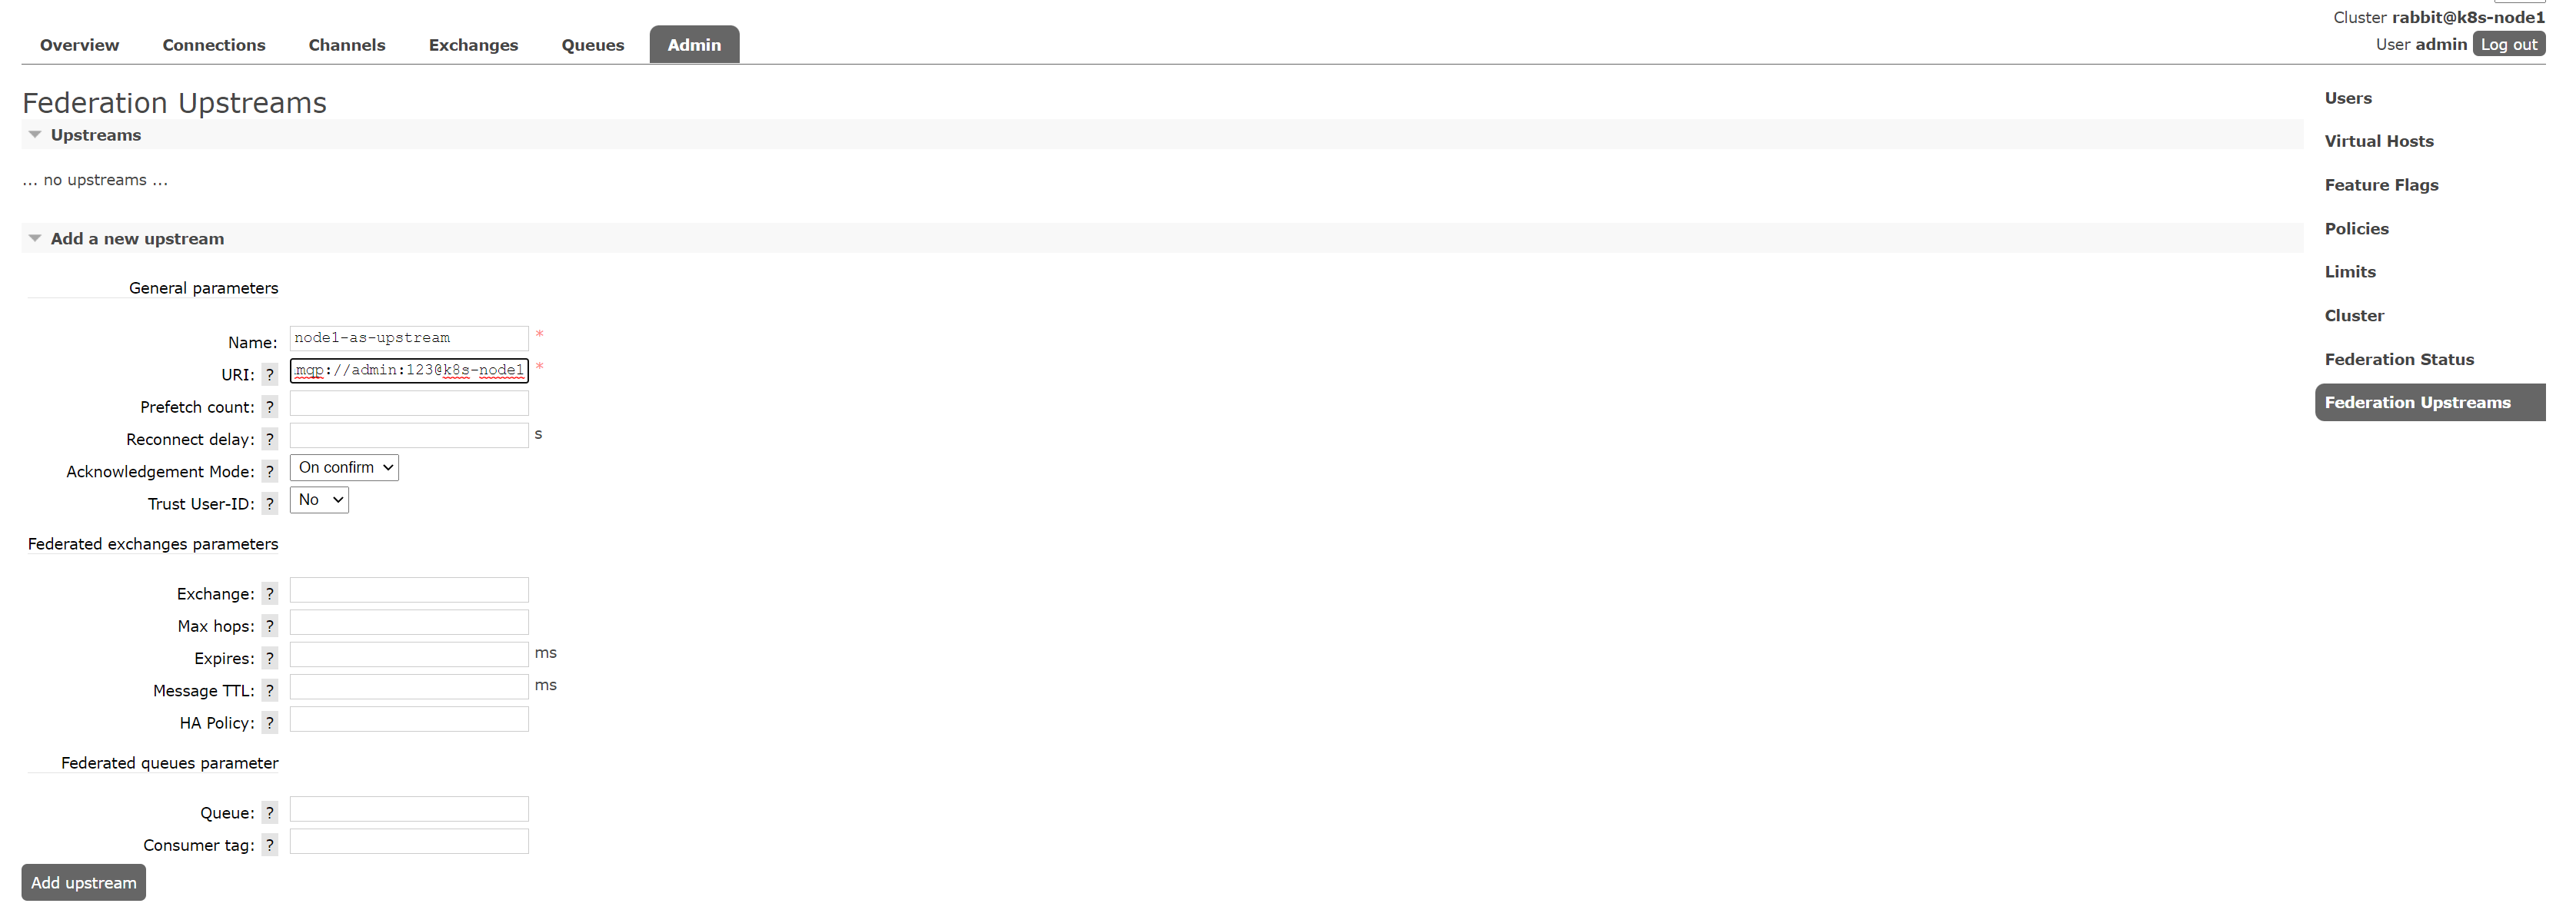 Cluster rabbit@k8s-node1
User admin Log out
Overview Connections Channels Exchanges Queues Admin
Federation Upstreams
Upstreams
... no upstreams ...
Add a new upstream
General parameters
Name: node1-as-upstream *
URI: ? mqp://admin:123@k8s-node1 *
Prefetch count: ?
Reconnect delay: ? s
Acknowledgement Mode: ? On confirm
Trust User-ID: ? No
Federated exchanges parameters
Exchange: ?
Max hops: ?
Expires: ? ms
Message TTL: ? ms
HA Policy: ?
Federated queues parameter
Queue: ?
Consumer tag: ?
Add upstream
Users
Virtual Hosts
Feature Flags
Policies
Limits
Cluster
Federation Status
Federation Upstreams